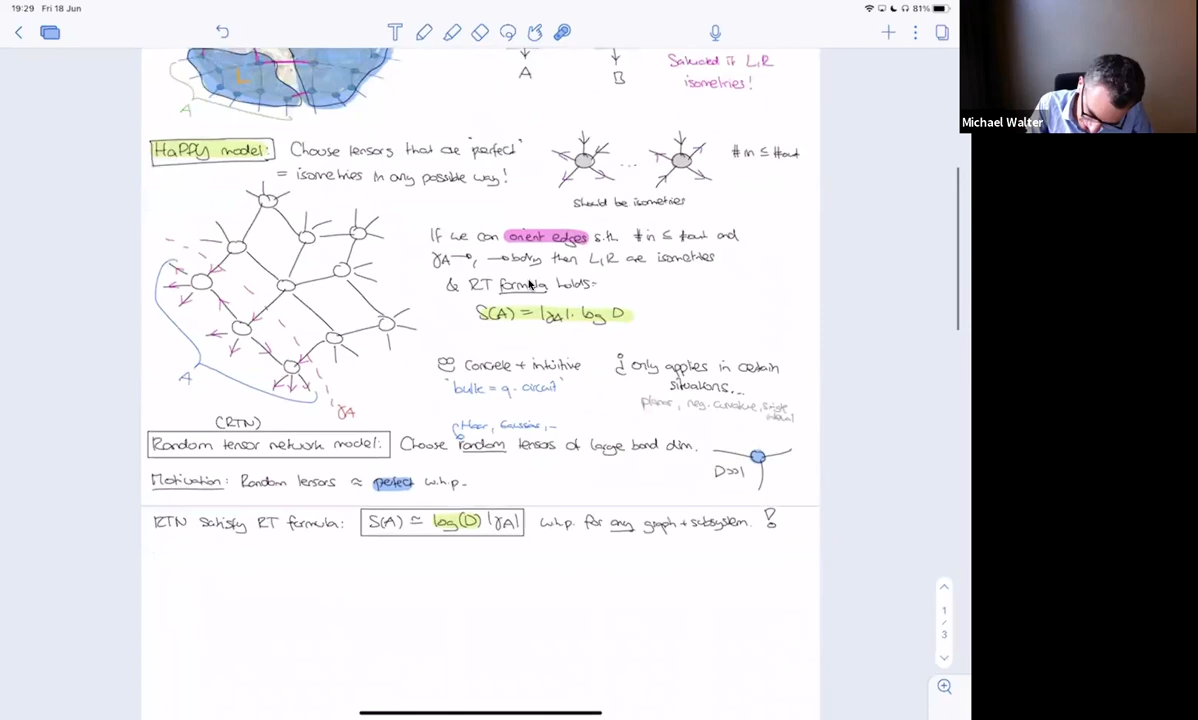 19:29 Fri 18 Jun
81%
L
A
A
B
Saturated if L,R
isometries!
Michael Walter
HaPPY model:
Choose tensors that are "perfect"
= isometries in any possible way!
...
# in ≤ #out
should be isometries
If we can orient edges s.th. # in ≤ #out and
γA→, →bdry then L,R are isometries
& RT formula holds:
S(A) = |γA| · log D
Concrete + intuitive
"bulk = q. circuit"
only applies in certain
situations...
planar, neg. curvature, single
interval
A
γA
(RTN)
Haar, Gaussian, ...
Random tensor network model:
Choose random tensors of large bond dim.
D>>1
Motivation: Random tensors ≈ perfect w.h.p.
RTN satisfy RT formula:
S(A) ≃ log(D) |γA|
w.h.p. for any graph + subsystem. !
1
/
3